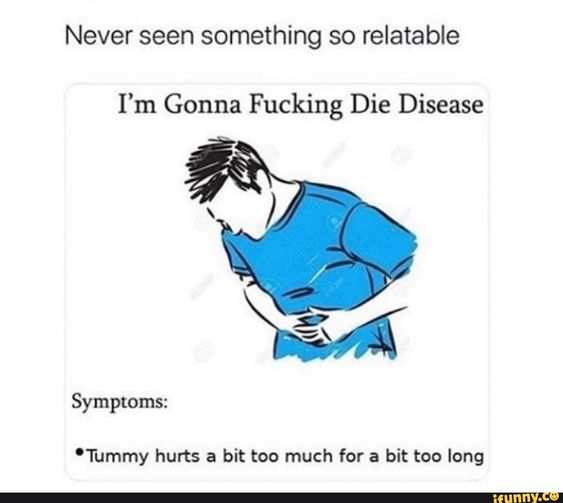 Never seen something so relatable
I'm Gonna Fucking Die Disease
Symptoms:
•Tummy hurts a bit too much for a bit too long
ifunny.co